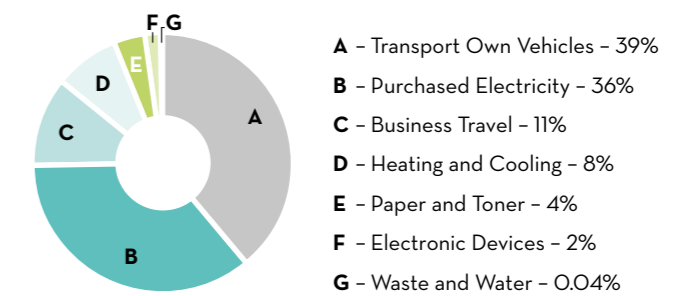 F G
E
D
A
C
B
A – Transport Own Vehicles – 39%
B – Purchased Electricity – 36%
C – Business Travel – 11%
D – Heating and Cooling – 8%
E – Paper and Toner – 4%
F – Electronic Devices – 2%
G – Waste and Water – 0.04%